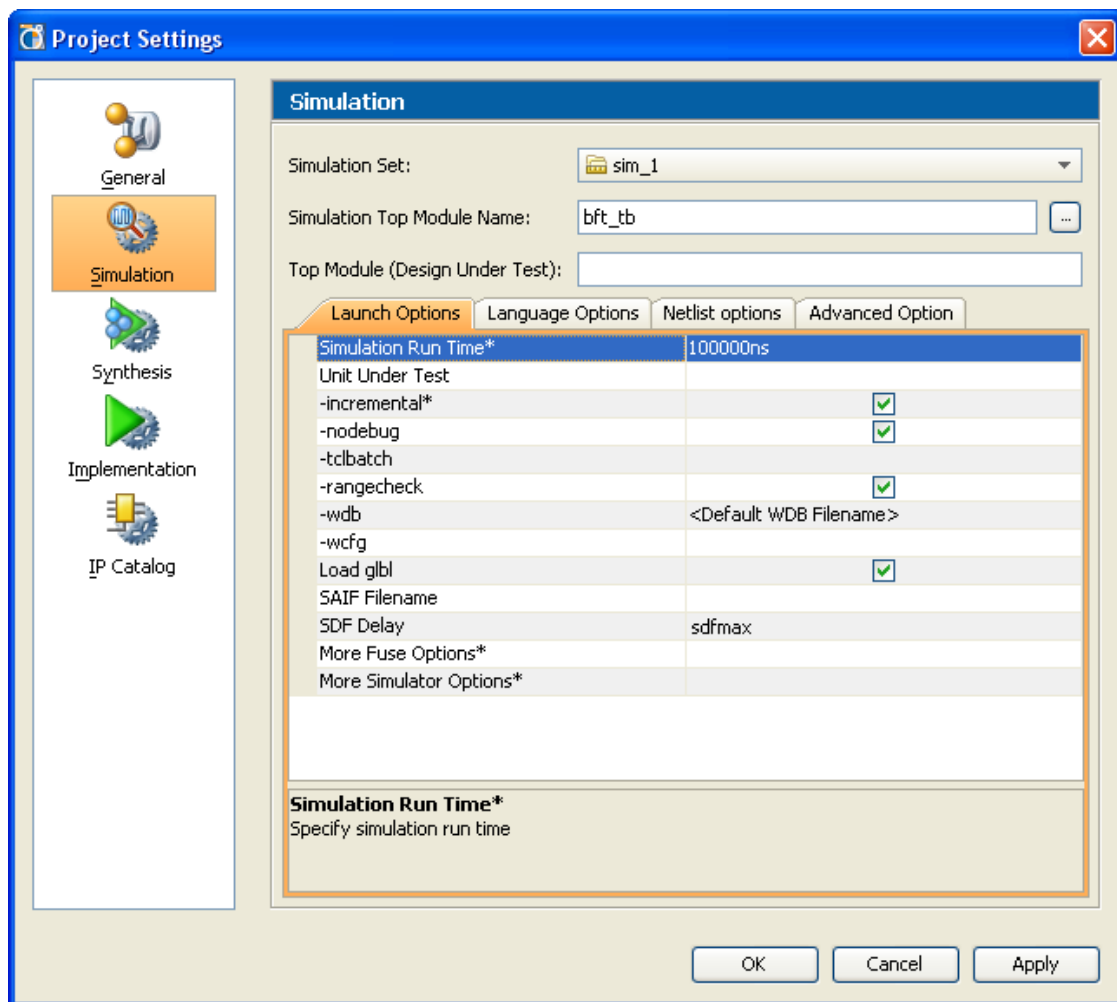 Project Settings
General
Simulation
Synthesis
Implementation
IP Catalog
Simulation
Simulation Set: sim_1
Simulation Top Module Name: bft_tb ...
Top Module (Design Under Test):
Launch Options Language Options Netlist options Advanced Option
Simulation Run Time* 100000ns
Unit Under Test
-incremental*
-nodebug
-tclbatch
-rangecheck
-wdb <Default WDB Filename>
-wcfg
Load glbl
SAIF Filename
SDF Delay sdfmax
More Fuse Options*
More Simulator Options*
Simulation Run Time*
Specify simulation run time
OK Cancel Apply